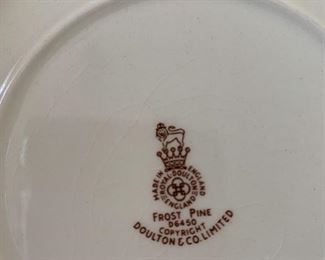 MADE IN ENGLAND
ROYAL DOULTON
ENGLAND
FROST PINE
D6450
COPYRIGHT
DOULTON & CO. LIMITED